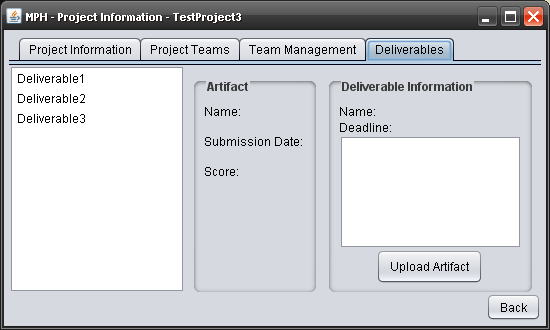 MPH - Project Information - TestProject3
Project Information
Project Teams
Team Management
Deliverables
Deliverable1
Deliverable2
Deliverable3
Artifact
Name:
Submission Date:
Score:
Deliverable Information
Name:
Deadline:
Upload Artifact
Back